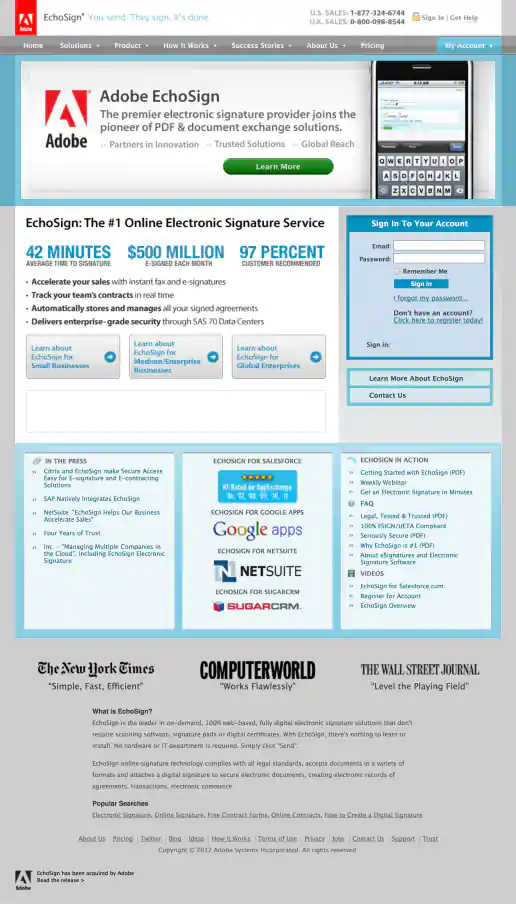 EchoSign® You send. They sign. It's done.
U.S. SALES: 1-877-324-6744
U.K. SALES: 0-800-098-8544
Sign In | Get Help
Adobe
Home Solutions Product How It Works Success Stories About Us Pricing My Account
Adobe EchoSign
The premier electronic signature provider joins the
pioneer of PDF & document exchange solutions.
Partners in Innovation Trusted Solutions Global Reach
Adobe
Learn More
QWERTYUIOP
ASDFGHJKL
ZXCVBNM
EchoSign: The #1 Online Electronic Signature Service
42 MINUTES
AVERAGE TIME TO SIGNATURE
$500 MILLION
E-SIGNED EACH MONTH
97 PERCENT
CUSTOMER RECOMMENDED
• Accelerate your sales with instant fax and e-signatures
• Track your team's contracts in real time
• Automatically stores and manages all your signed agreements
• Delivers enterprise-grade security through SAS 70 Data Centers
Learn about
EchoSign for
Small Businesses
Learn about
EchoSign for
Medium/Enterprise
Businesses
Learn about
EchoSign for
Global Enterprises
Sign In To Your Account
Email:
Password:
Remember Me
Sign In
I forgot my password...
Don't have an account?
Click here to register today!
Sign in:
Learn More About EchoSign
Contact Us
IN THE PRESS
Citrix and EchoSign make Secure Access
Easy for E-signature and E-contracting
Solutions
SAP Natively Integrates EchoSign
NetSuite "EchoSign Helps Our Business
Accelerate Sales"
Four Years of Trust
Inc. - "Managing Multiple Companies in
the Cloud", Including EchoSign Electronic
Signature
ECHOSIGN FOR SALESFORCE
#1 Rated on AppExchange
ECHOSIGN FOR GOOGLE APPS
Google apps
ECHOSIGN FOR NETSUITE
NETSUITE
ECHOSIGN FOR SUGARCRM
SUGARCRM.
ECHOSIGN IN ACTION
Getting Started with EchoSign (PDF)
Weekly Webinar
Get an Electronic Signature in Minutes
FAQ
Legal, Tested & Trusted (PDF)
100% ESIGN/UETA Compliant
Seriously Secure (PDF)
Why EchoSign is #1 (PDF)
About eSignatures and Electronic
Signature Software
VIDEOS
EchoSign for Salesforce.com
Register for Account
EchoSign Overview
The New York Times
"Simple, Fast, Efficient"
COMPUTERWORLD
"Works Flawlessly"
THE WALL STREET JOURNAL
"Level the Playing Field"
What is EchoSign?
EchoSign is the leader in on-demand, 100% web-based, fully digital electronic signature solutions that don't
require scanning software, signature pads or digital certificates. With EchoSign, there's nothing to learn or
install. No hardware or IT department is required. Simply click "Send".
EchoSign online signature technology complies with all legal standards, accepts documents in a variety of
formats and attaches a digital signature to secure electronic documents, creating electronic records of
agreements, transactions, electronic commerce
Popular Searches
Electronic Signature, Online Signature, Free Contract Forms, Online Contracts, How to Create a Digital Signature
About Us | Pricing | Twitter | Blog | Ideas | How It Works | Terms of Use | Privacy | Jobs | Contact Us | Support | Trust
Copyright © 2012 Adobe Systems Incorporated. All rights reserved
EchoSign has been acquired by Adobe
Read the release >
Adobe